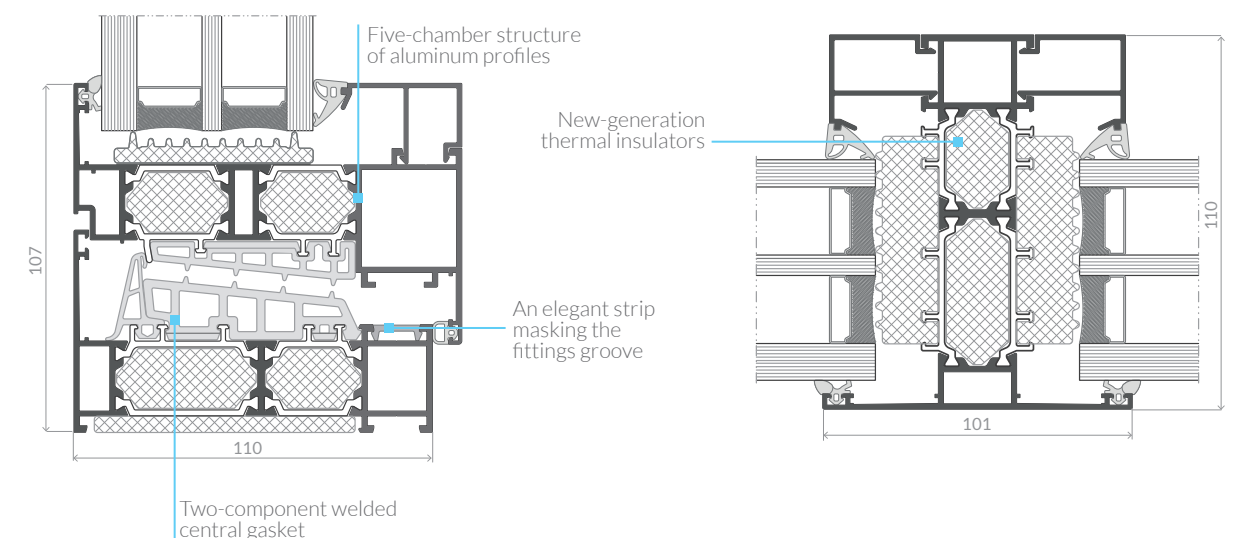 Five-chamber structure
of aluminum profiles
107
An elegant strip
masking the
fittings groove
110
Two-component welded
central gasket
New-generation
thermal insulators
110
101